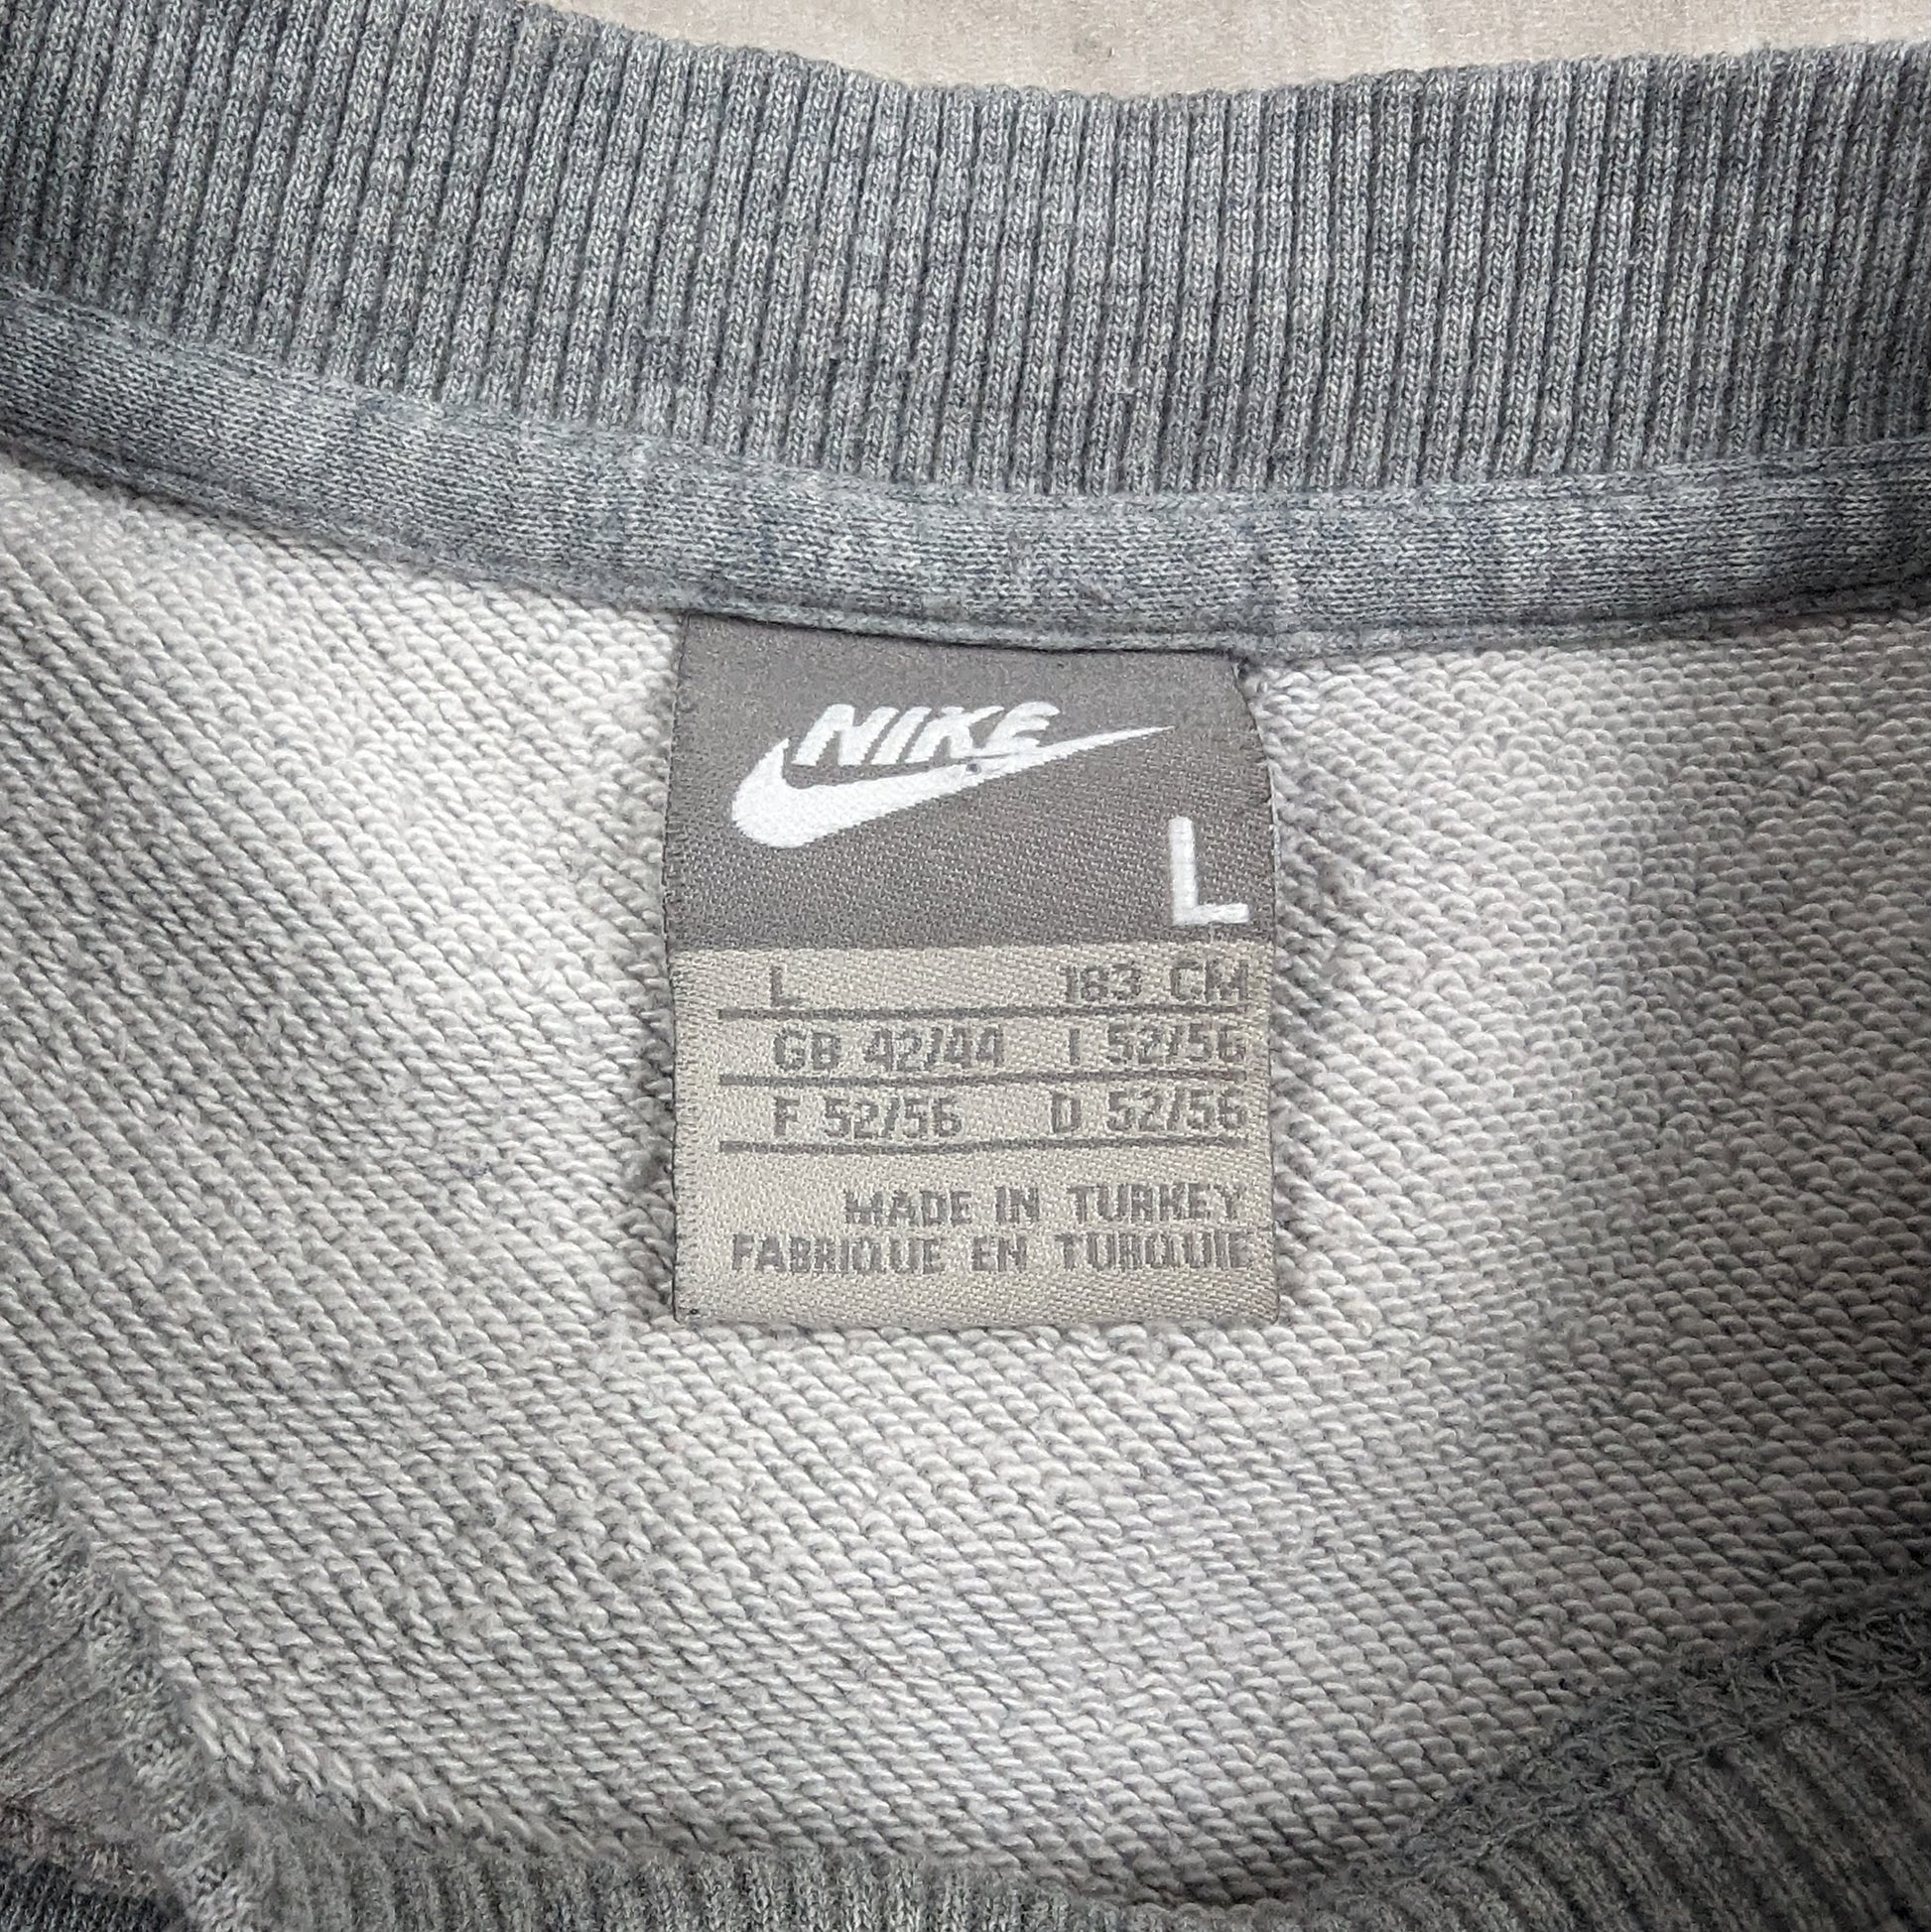 NIKE
L
L 183 CM
GB 42/44 I 52/56
F 52/56 D 52/56
MADE IN TURKEY
FABRIQUE EN TURQUIE